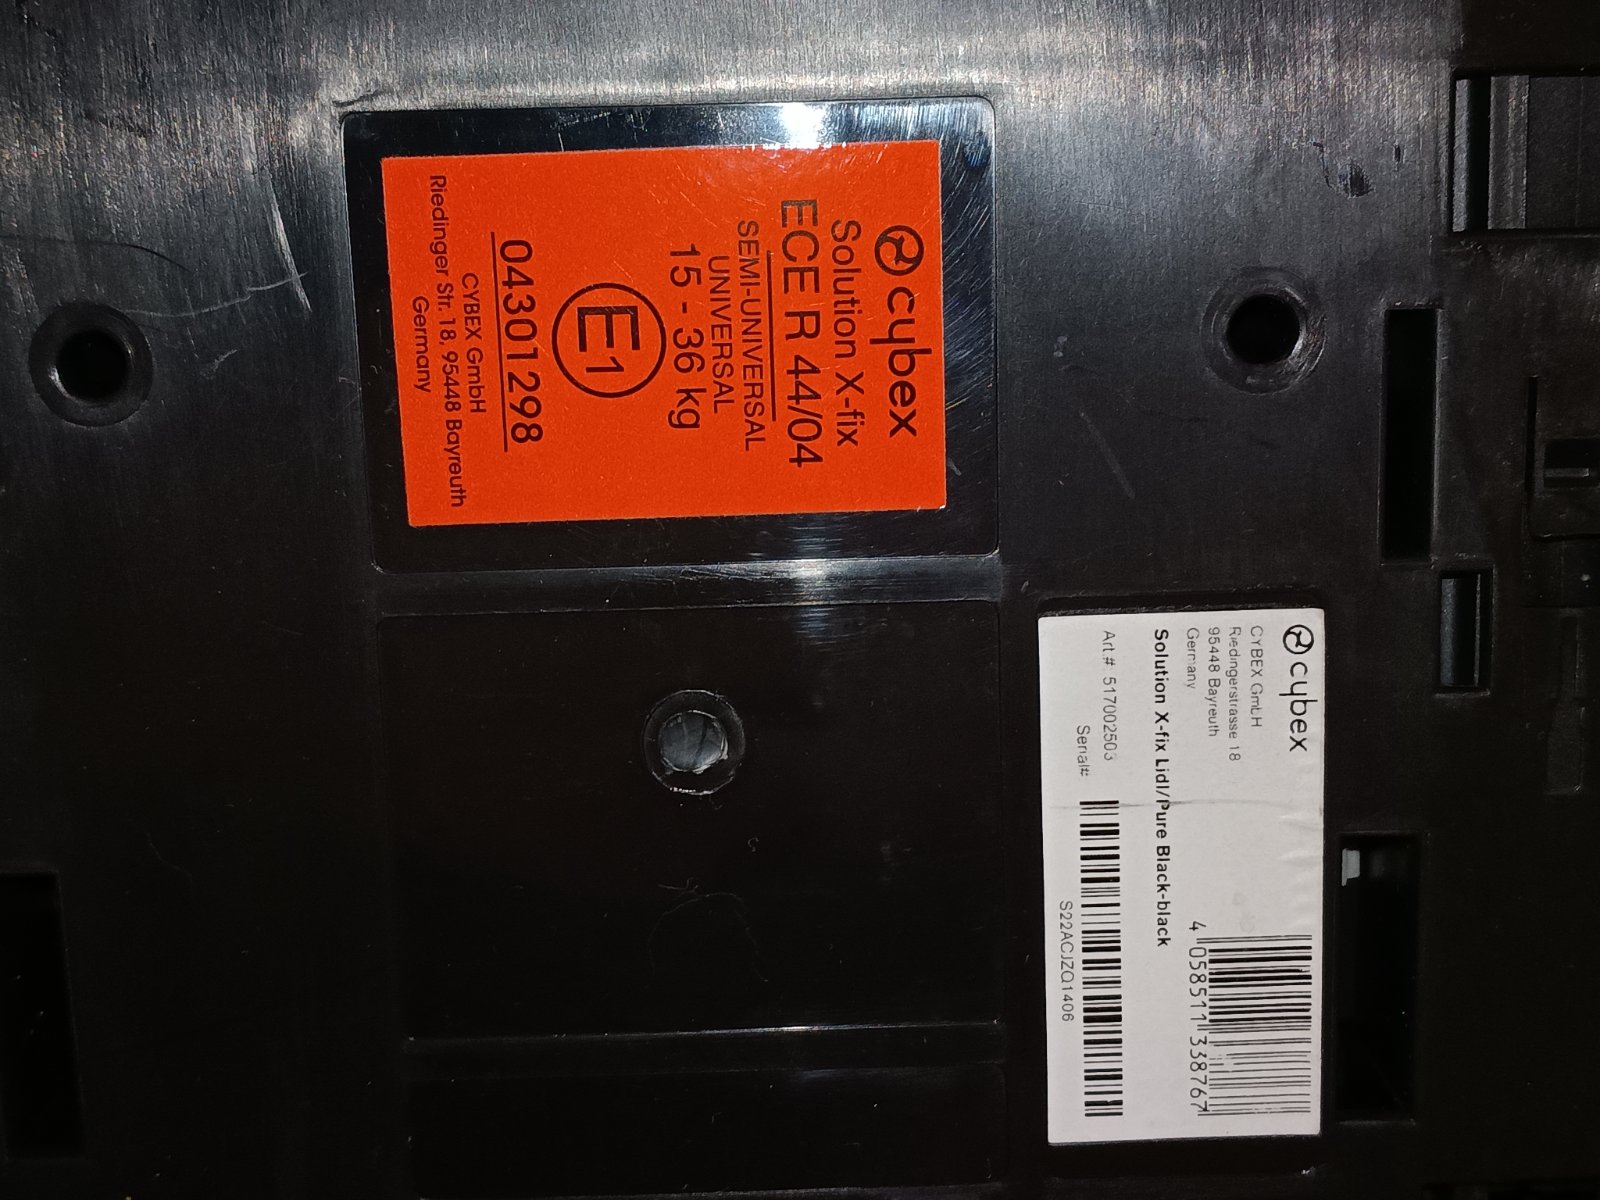 cybex
Solution X-fix
ECE R 44/04
SEMI-UNIVERSAL
UNIVERSAL
15 - 36 kg
E1
04301298
CYBEX GmbH
Riedinger Str. 18, 95448 Bayreuth
Germany
cybex
CYBEX GmbH
Riedingerstrasse 18
95448 Bayreuth
Germany
4 058511 338767
Solution X-fix Lidl/Pure Black-black
Art.# 517002503
Serial#:
S22ACJZQ1406